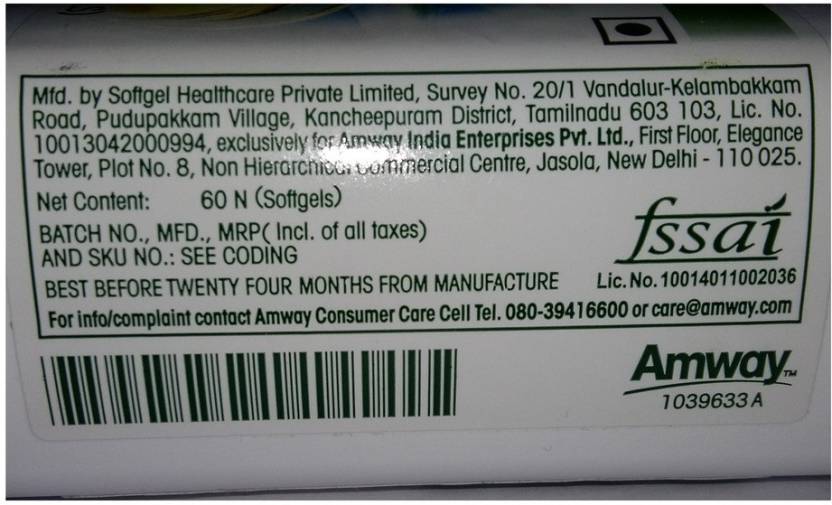 Mfd. by Softgel Healthcare Private Limited, Survey No. 20/1 Vandalur-Kelambakkam
Road, Pudupakkam Village, Kancheepuram District, Tamilnadu 603 103, Lic. No.
10013042000994, exclusively for Amway India Enterprises Pvt. Ltd., First Floor, Elegance
Tower, Plot No. 8, Non Hierarchical Commercial Centre, Jasola, New Delhi - 110 025.
Net Content: 60 N (Softgels)
BATCH NO., MFD., MRP( Incl. of all taxes)
AND SKU NO.: SEE CODING
fssai
BEST BEFORE TWENTY FOUR MONTHS FROM MANUFACTURE Lic. No. 10014011002036
For info/complaint contact Amway Consumer Care Cell Tel. 080-39416600 or care@amway.com
Amway™
1039633 A